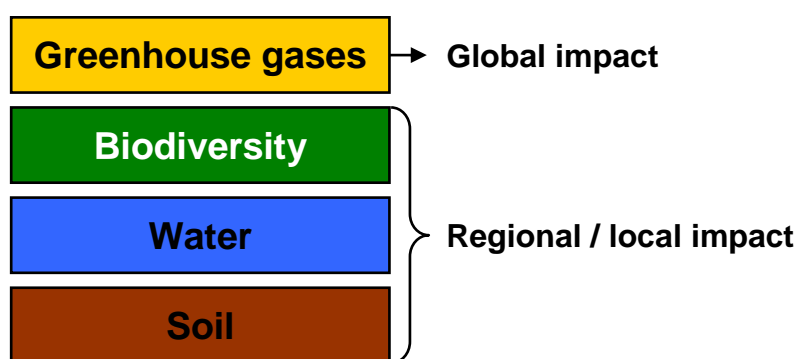 Greenhouse gases
Global impact
Biodiversity
Water
Regional / local impact
Soil